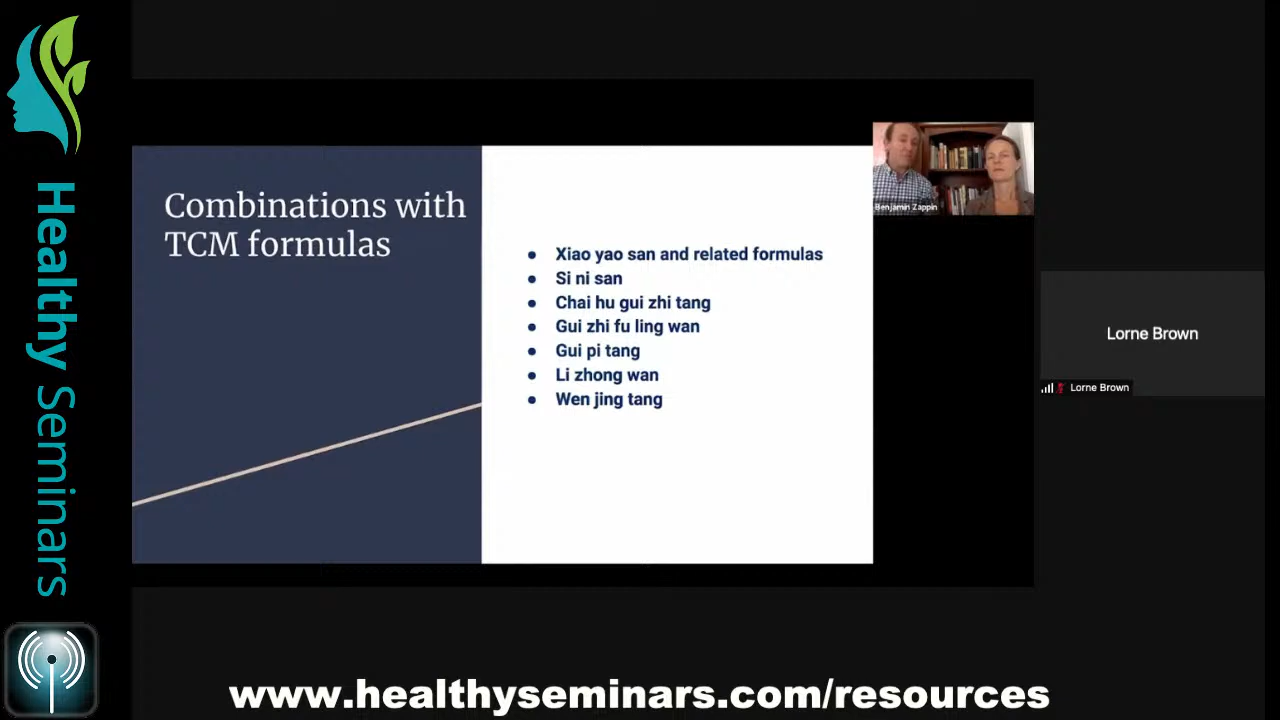 Healthy Seminars
Combinations with
TCM formulas
Xiao yao san and related formulas
Si ni san
Chai hu gui zhi tang
Gui zhi fu ling wan
Gui pi tang
Li zhong wan
Wen jing tang
Benjamin Zappin
Lorne Brown
Lorne Brown
www.healthyseminars.com/resources